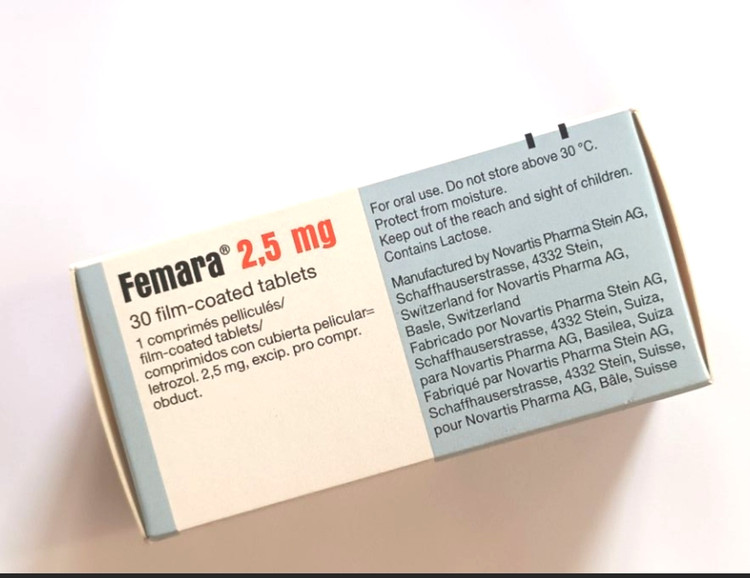 Femara® 2,5 mg
30 film-coated tablets
1 comprimés pelliculés/
film-coated tablets/
comprimidos con cubierta pelicular=
letrozol. 2,5 mg, excip. pro compr.
obduct.
For oral use. Do not store above 30 °C.
Protect from moisture.
Keep out of the reach and sight of children.
Contains Lactose.
Manufactured by Novartis Pharma Stein AG,
Schaffhauserstrasse, 4332 Stein,
Switzerland for Novartis Pharma AG,
Basle, Switzerland
Fabricado por Novartis Pharma Stein AG,
Schaffhauserstrasse, 4332 Stein, Suiza,
para Novartis Pharma AG, Basilea, Suiza
Fabriqué par Novartis Pharma Stein AG,
Schaffhauserstrasse, 4332 Stein, Suisse,
pour Novartis Pharma AG, Bâle, Suisse